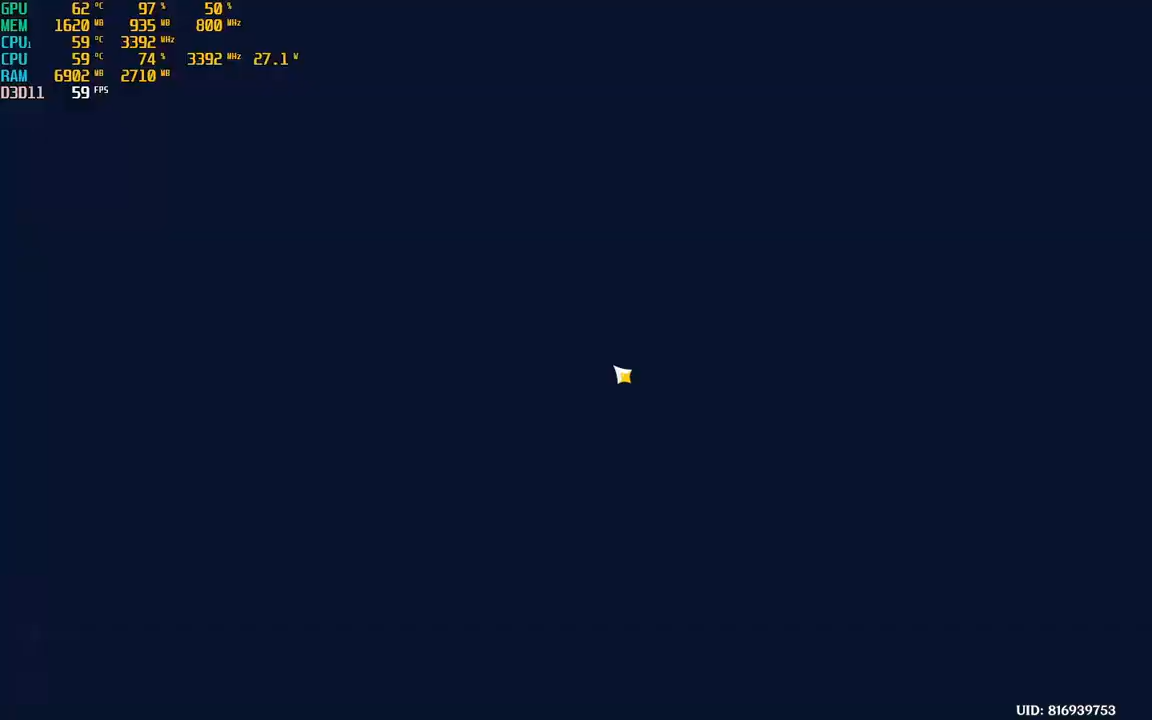 GPU 62 °C 97 % 50 %
MEM 1620 MB 935 MB 800 MHz
CPU1 59 °C 3392 MHz
CPU 59 °C 74 % 3392 MHz 27.1 W
RAM 6902 MB 2710 MB
D3D11 59 FPS
UID: 816939753